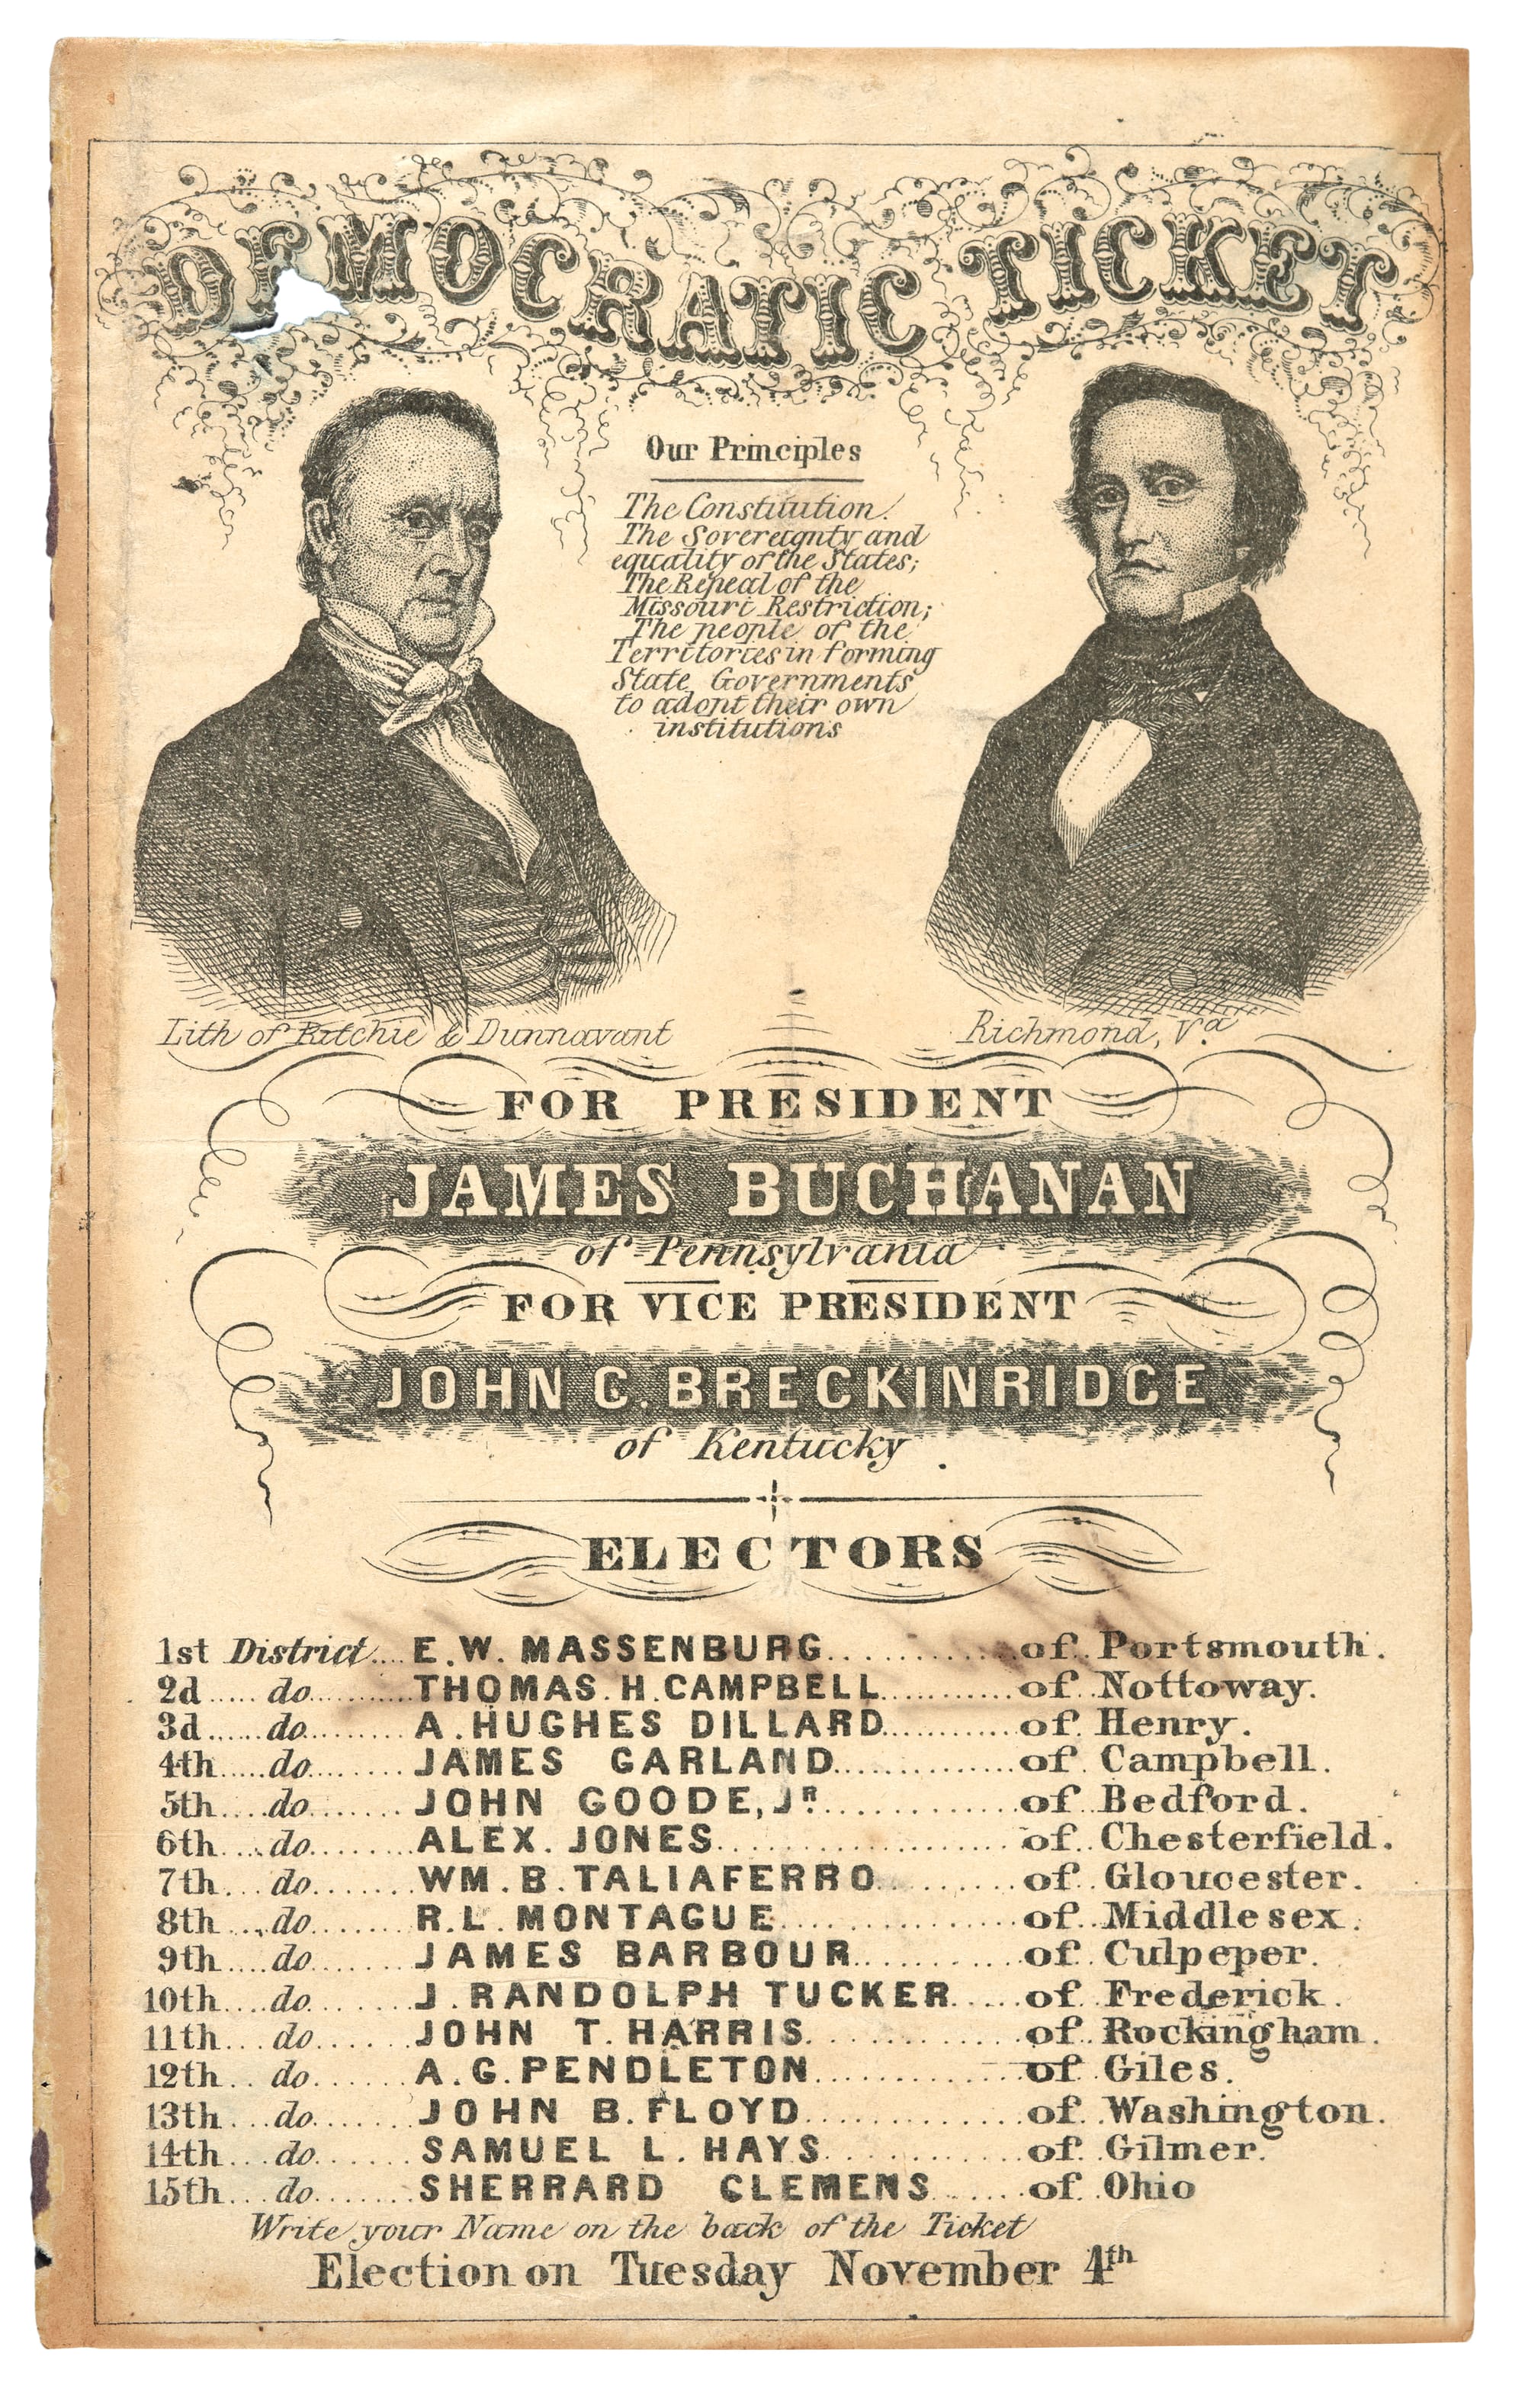 DEMOCRATIC TICKET
Our Principles
The Constitution.
The Sovereignty and
equality of the States;
The Repeal of the
Missouri Restriction;
The people of the
Territories in forming
State Governments
to adopt their own
institutions
Lith of Ritchie & Dunnavant
Richmond, Va
FOR PRESIDENT
JAMES BUCHANAN
of Pennsylvania
FOR VICE PRESIDENT
JOHN C. BRECKINRIDGE
of Kentucky
ELECTORS
1st District.... E. W. MASSENBURG............of Portsmouth.
2d..... do..........THOMAS. H. CAMPBELL...........of Nottoway.
3d......do......... A. HUGHES DILLARD..........of Henry.
4th.....do........ JAMES GARLAND..............of Campbell.
5th....do....... JOHN GOODE, JR...............of Bedford.
6th....do........ALEX. JONES......................of Chesterfield.
7th...do.......WM. B. TALIAFERRO..........of Gloucester.
8th....do.......R. L. MONTAGUE................of Middlesex.
9th....do....... JAMES BARBOUR............of Culpeper.
10th....do.......J. RANDOLPH TUCKER.....of Frederick.
11th...do...... JOHN T. HARRIS..............of Rockingham.
12th...do...... A. G. PENDLETON.............of Giles.
13th...do.......JOHN B. FLOYD..............of Washington.
14th...do...... SAMUEL L. HAYS.............of Gilmer.
15th...do.......SHERRARD CLEMENS......of Ohio
Write your Name on the back of the Ticket
Election on Tuesday November 4th